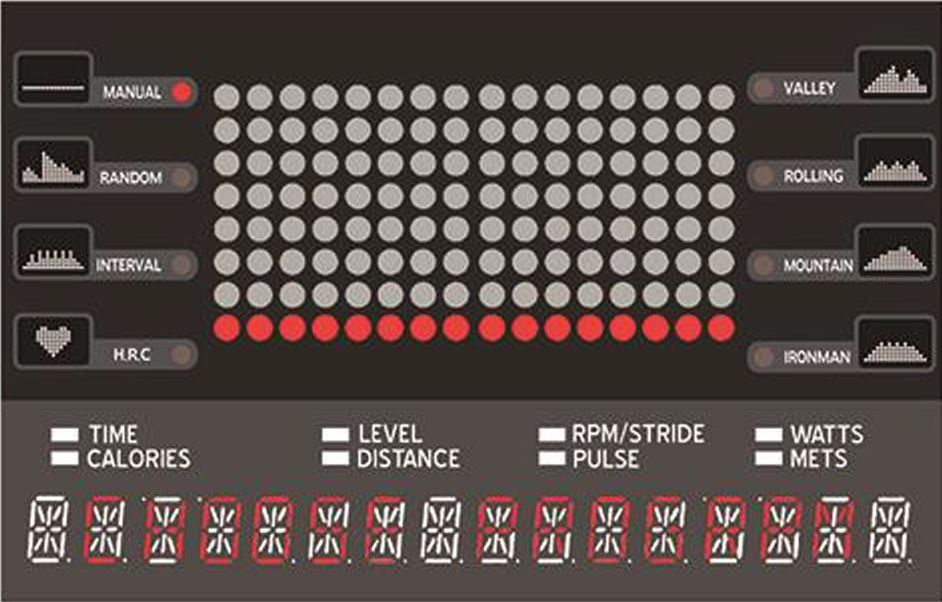 MANUAL
RANDOM
INTERVAL
H.R.C
VALLEY
ROLLING
MOUNTAIN
IRONMAN
TIME LEVEL RPM/STRIDE WATTS
CALORIES DISTANCE PULSE METS